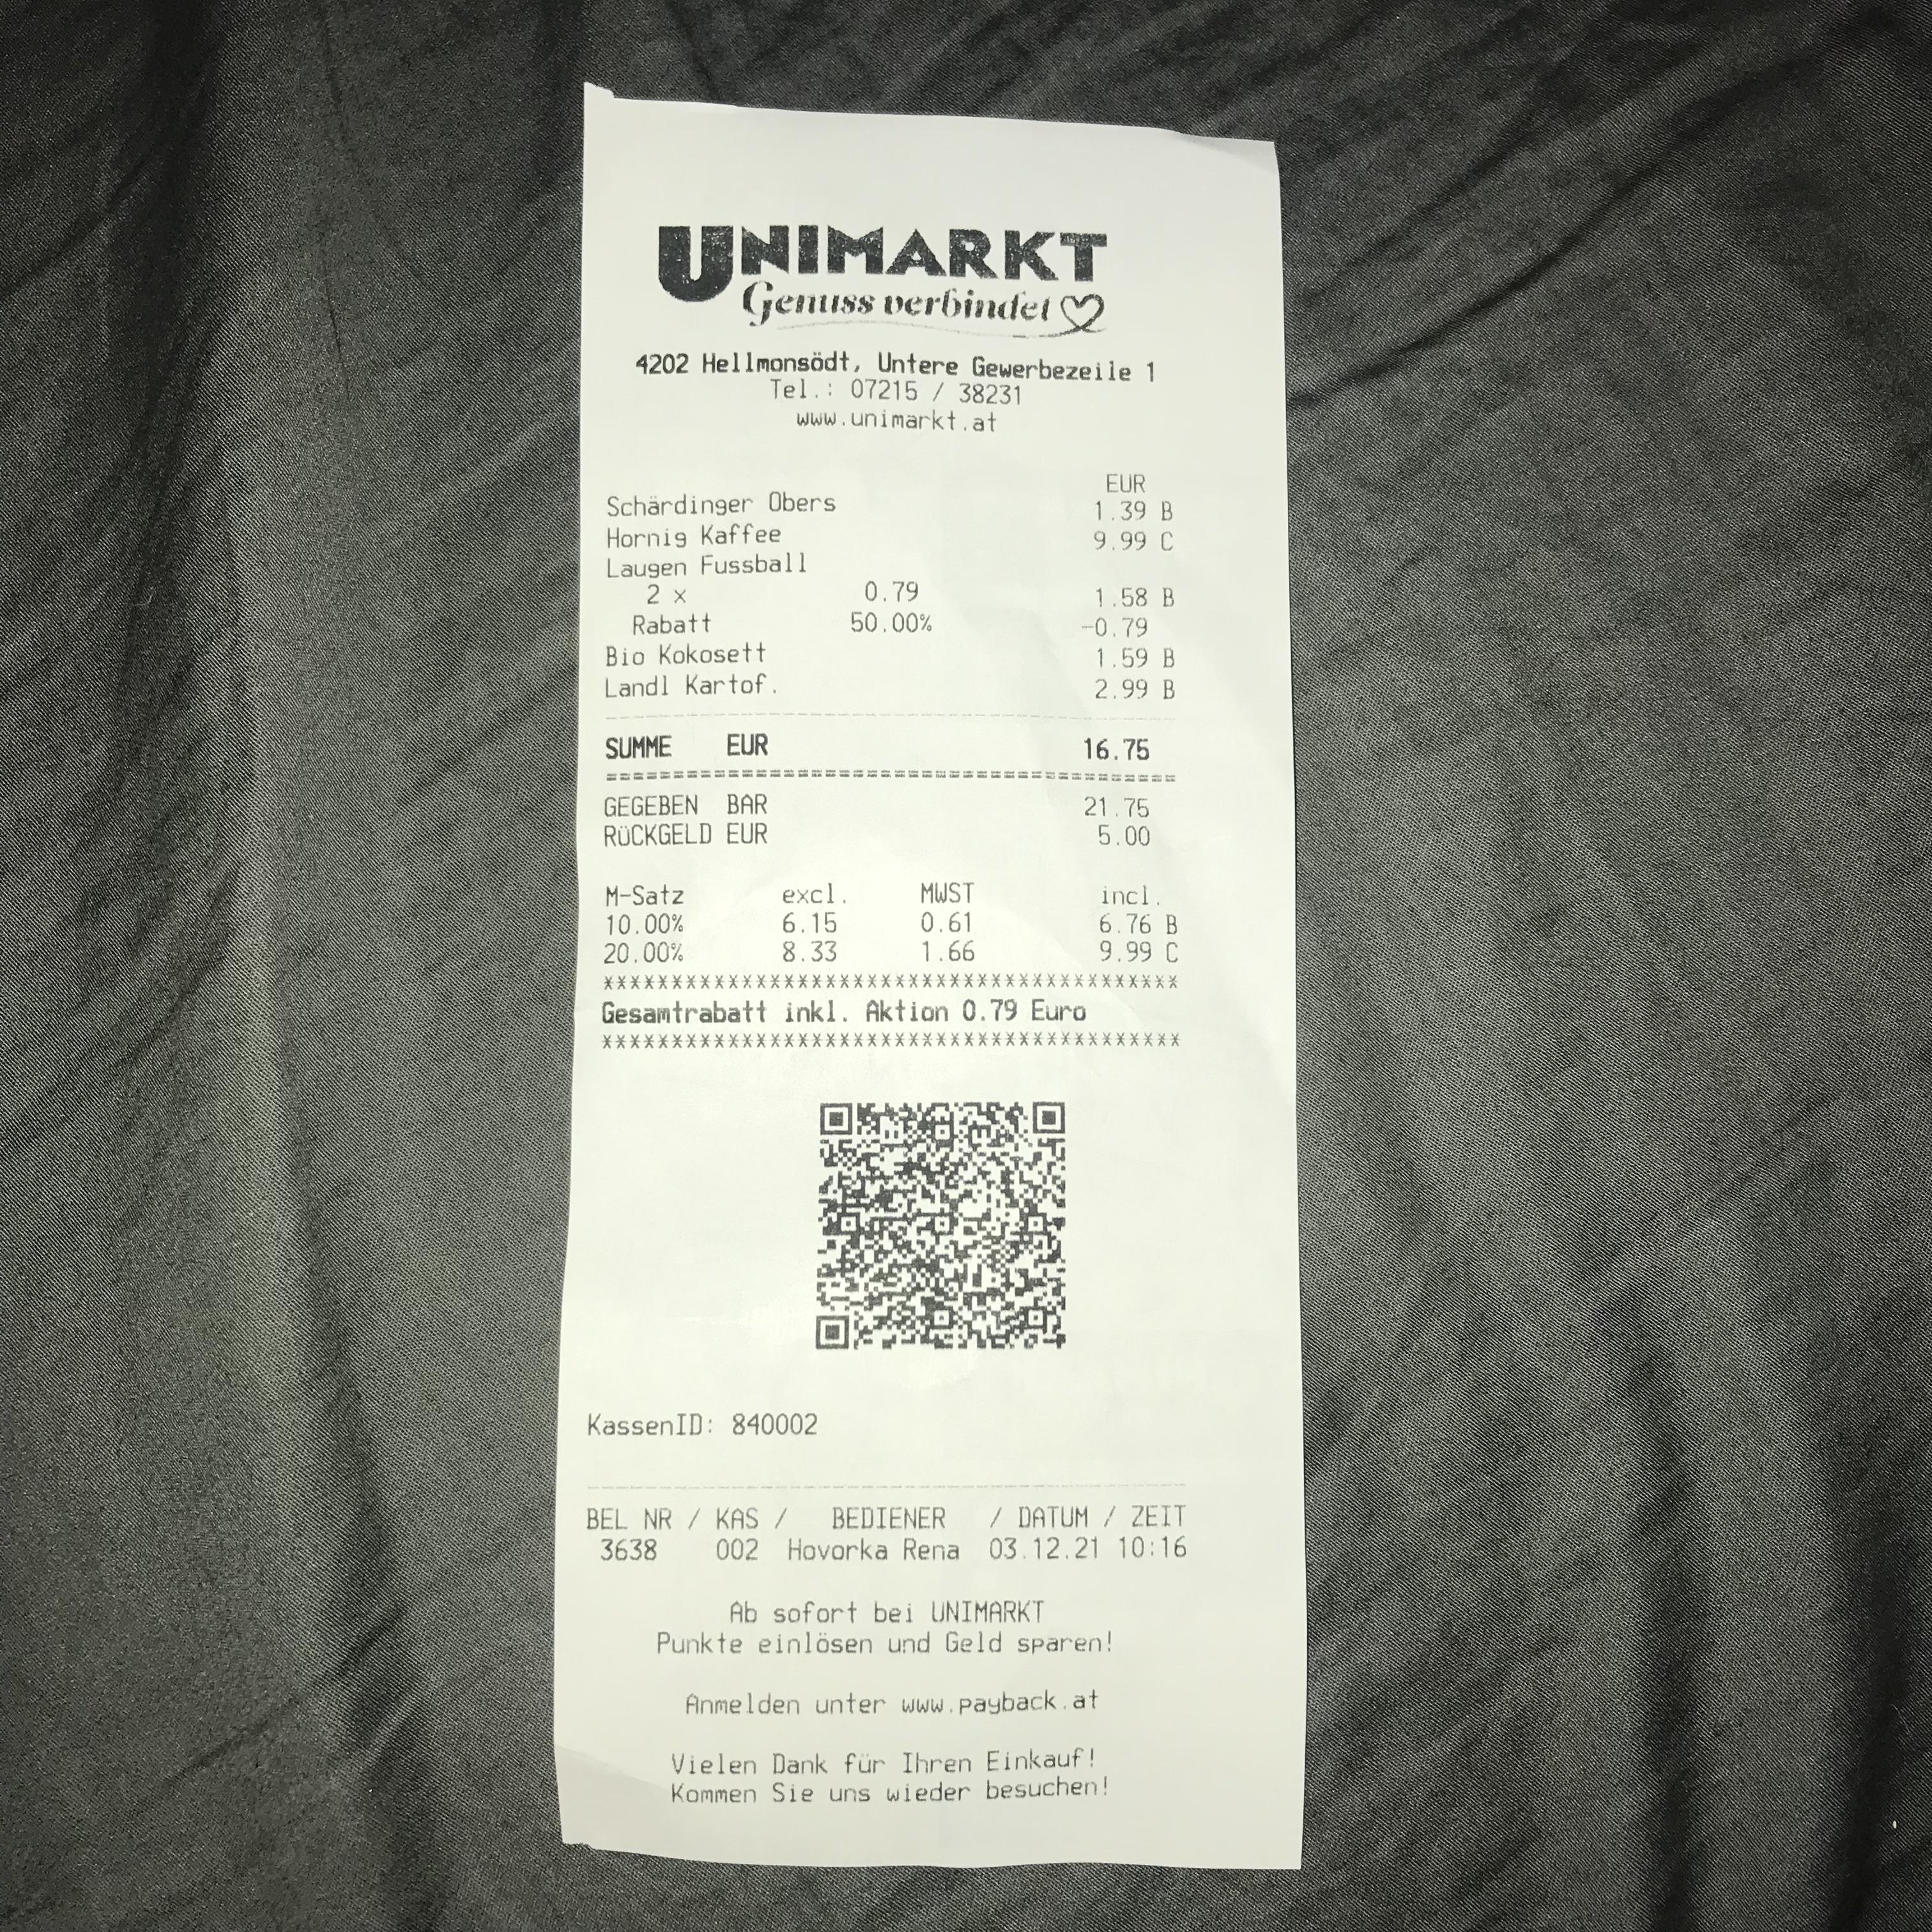 UNIMARKT
Genuss verbindet
4202 Hellmonsödt, Untere Gewerbezeile 1
Tel.: 07215 / 38231
www.unimarkt.at
EUR
Schärdinger Obers 1.39 B
Hornig Kaffee 9.99 C
Laugen Fussball
2 x 0.79 1.58 B
Rabatt 50.00% -0.79
Bio Kokosett 1.59 B
Landl Kartof. 2.99 B
SUMME EUR 16.75
==========================================
GEGEBEN BAR 21.75
RÜCKGELD EUR 5.00
M-Satz excl. MWST incl.
10.00% 6.15 0.61 6.76 B
20.00% 8.33 1.66 9.99 C
******************************************
Gesamtrabatt inkl. Aktion 0.79 Euro
******************************************
KassenID: 840002
BEL NR / KAS / BEDIENER / DATUM / ZEIT
3638 002 Hovorka Rena 03.12.21 10:16
Ab sofort bei UNIMARKT
Punkte einlösen und Geld sparen!
Anmelden unter www.payback.at
Vielen Dank für Ihren Einkauf!
Kommen Sie uns wieder besuchen!